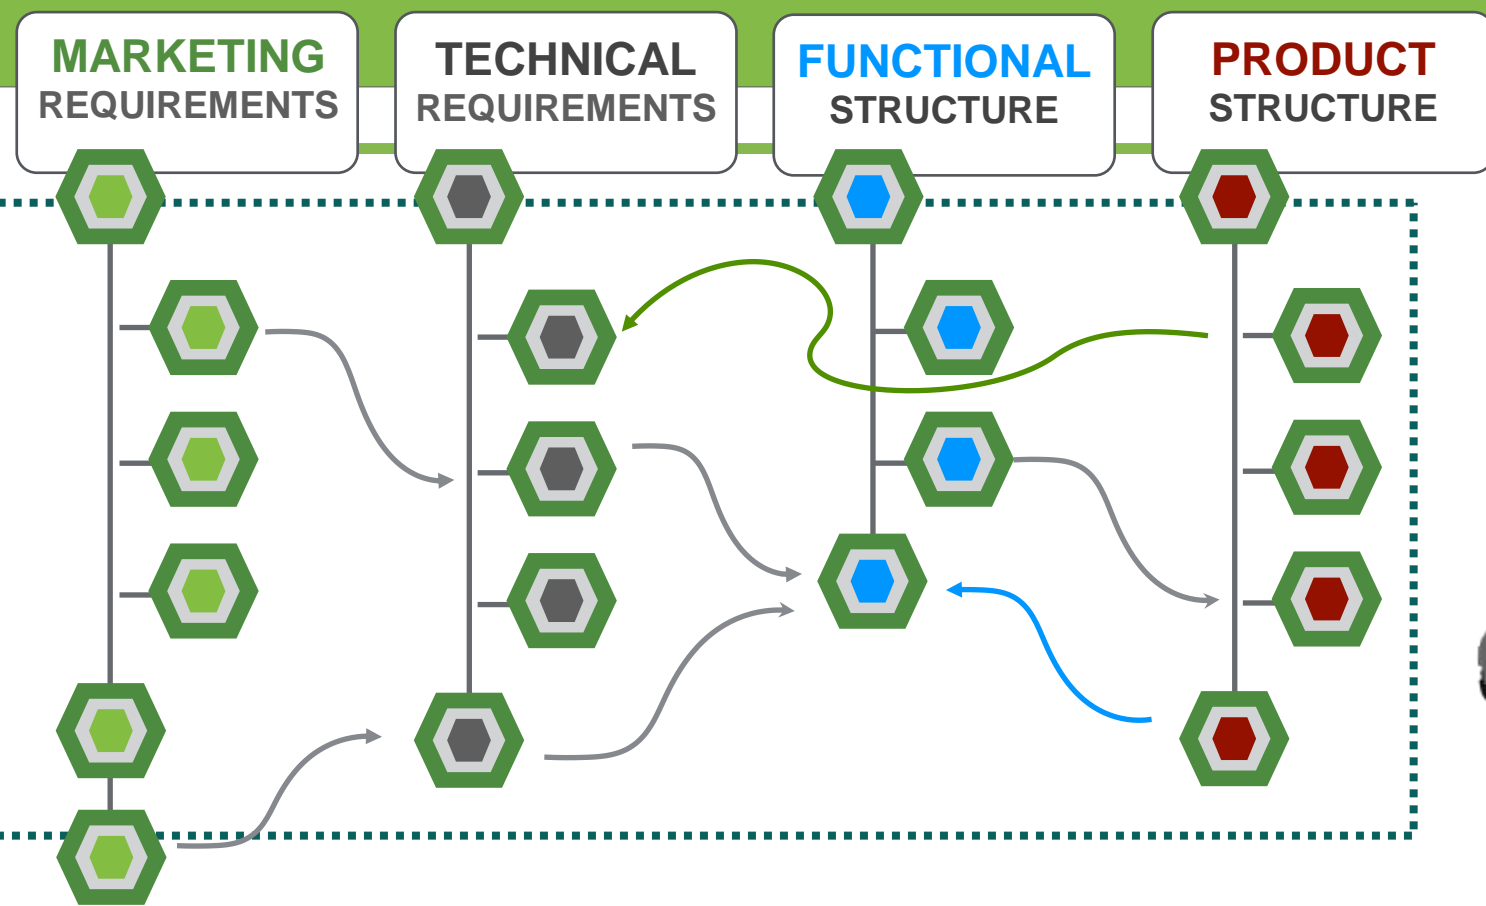 MARKETING
REQUIREMENTS
TECHNICAL
REQUIREMENTS
FUNCTIONAL
STRUCTURE
PRODUCT
STRUCTURE